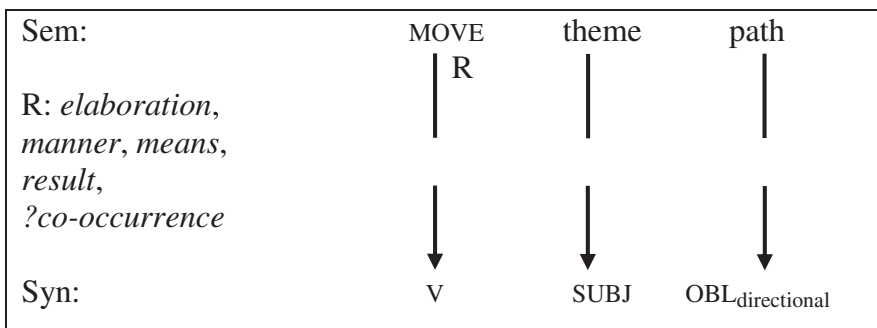 Sem: MOVE theme path
R
R: elaboration,
manner, means,
result,
?co-occurrence
Syn: V SUBJ OBLdirectional